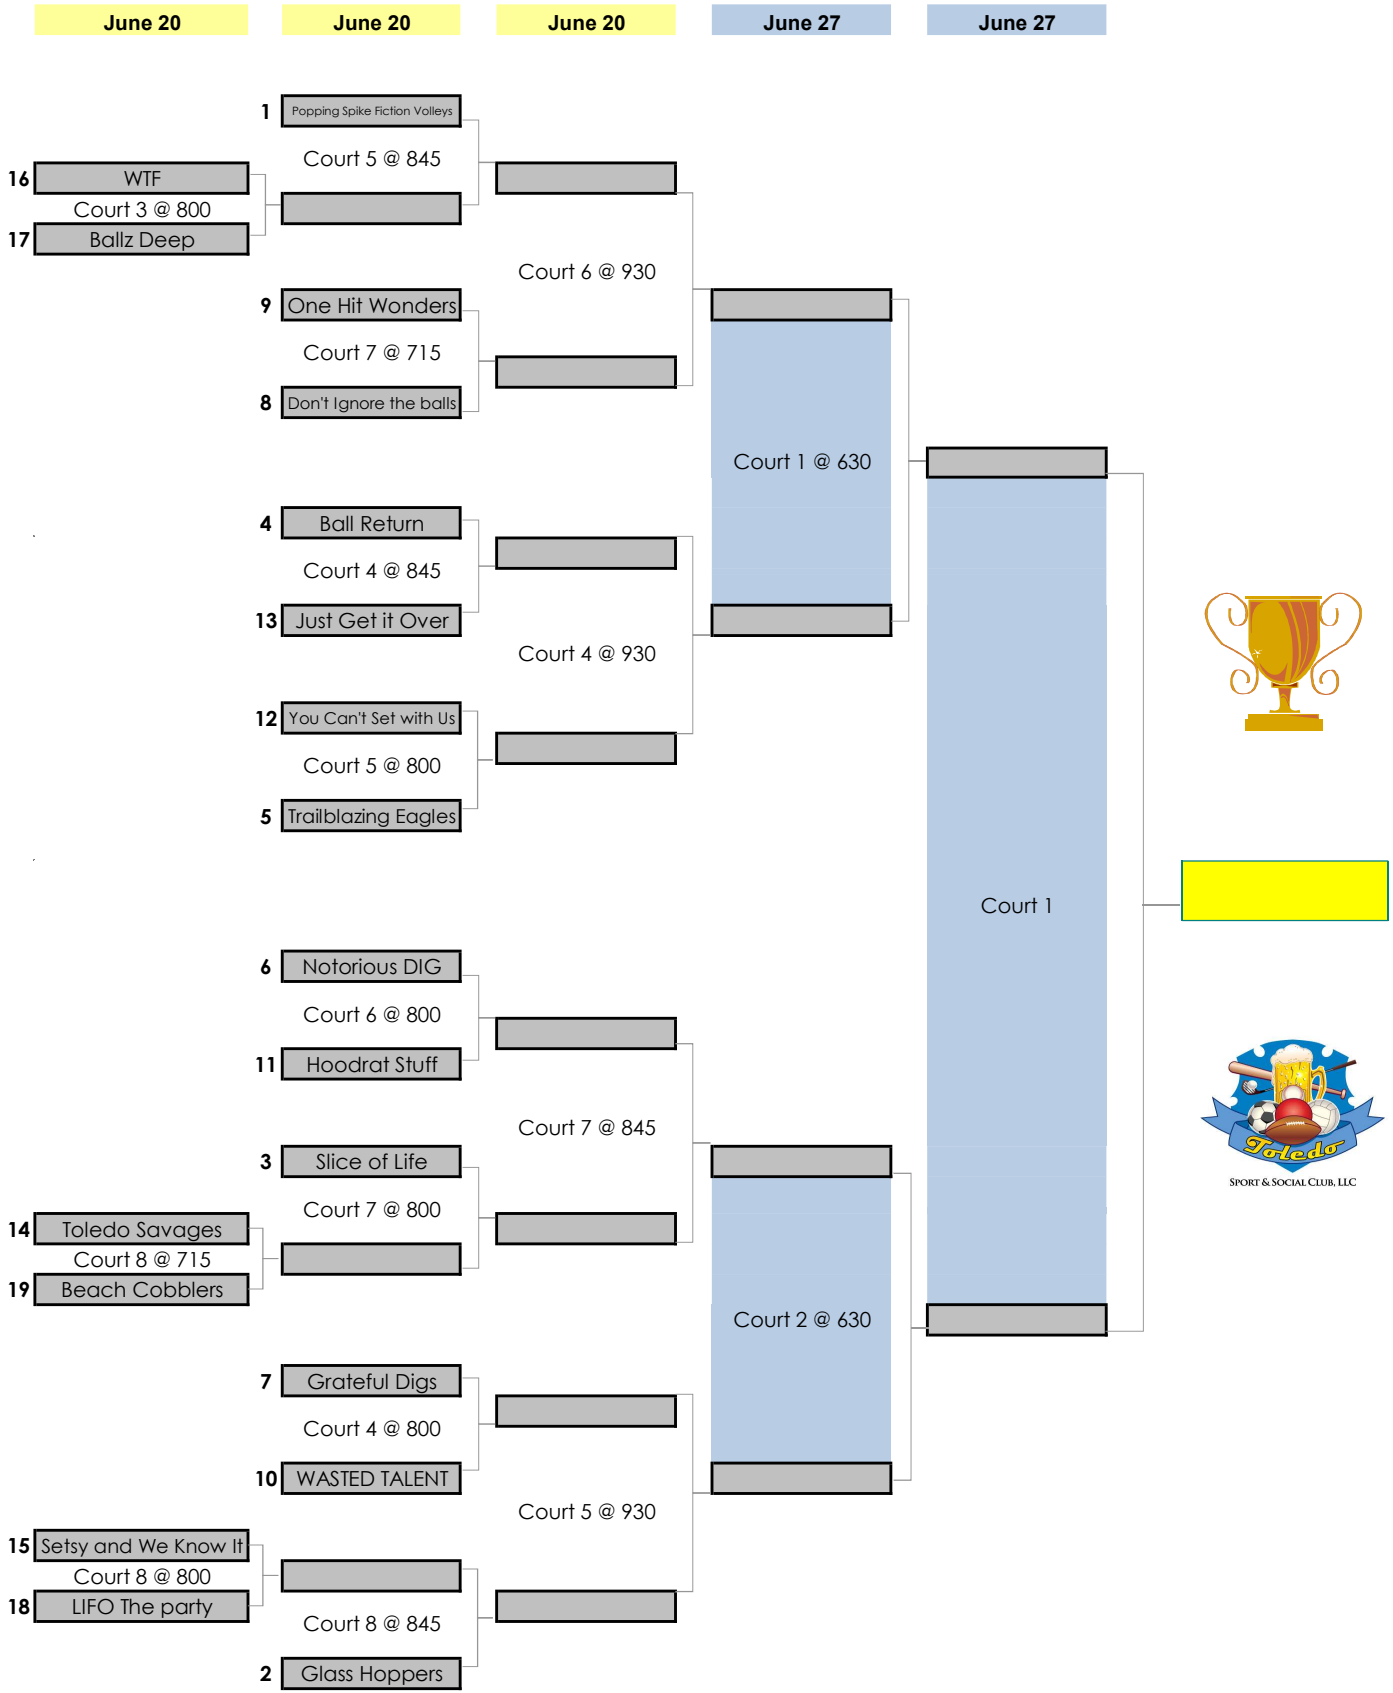 June 20 June 20 June 20 June 27 June 27
1 Popping Spike Fiction Volleys
Court 5 @ 845
16 WTF
Court 3 @ 800
17 Ballz Deep
Court 6 @ 930
9 One Hit Wonders
Court 7 @ 715
8 Don't Ignore the balls
Court 1 @ 630
4 Ball Return
Court 4 @ 845
13 Just Get it Over
Court 4 @ 930
12 You Can't Set with Us
Court 5 @ 800
5 Trailblazing Eagles
Court 1
6 Notorious DIG
Court 6 @ 800
11 Hoodrat Stuff
Court 7 @ 845
3 Slice of Life
Court 7 @ 800
14 Toledo Savages
Court 8 @ 715
19 Beach Cobblers
Court 2 @ 630
7 Grateful Digs
Court 4 @ 800
10 WASTED TALENT
Court 5 @ 930
15 Setsy and We Know It
Court 8 @ 800
18 LIFO The party
Court 8 @ 845
2 Glass Hoppers
Toledo
SPORT & SOCIAL CLUB, LLC